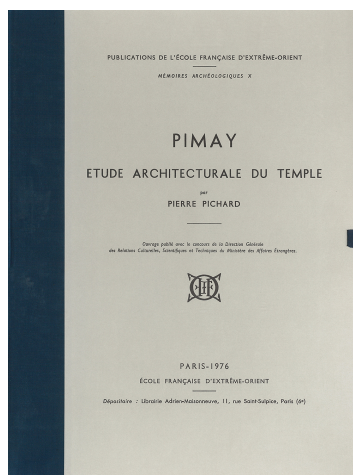 PUBLICATIONS DE L'ÉCOLE FRANÇAISE D'EXTRÊME-ORIENT
MÉMOIRES ARCHÉOLOGIQUES X
PIMAY
ETUDE ARCHITECTURALE DU TEMPLE
par
PIERRE PICHARD
Ouvrage publié avec le concours de la Direction Générale
des Relations Culturelles, Scientifiques et Techniques du Ministère des Affaires Étrangères.
PARIS-1976
ÉCOLE FRANÇAISE D'EXTRÊME-ORIENT
Dépositaire : Librairie Adrien-Maisonneuve, 11, rue Saint-Sulpice, Paris (6e)